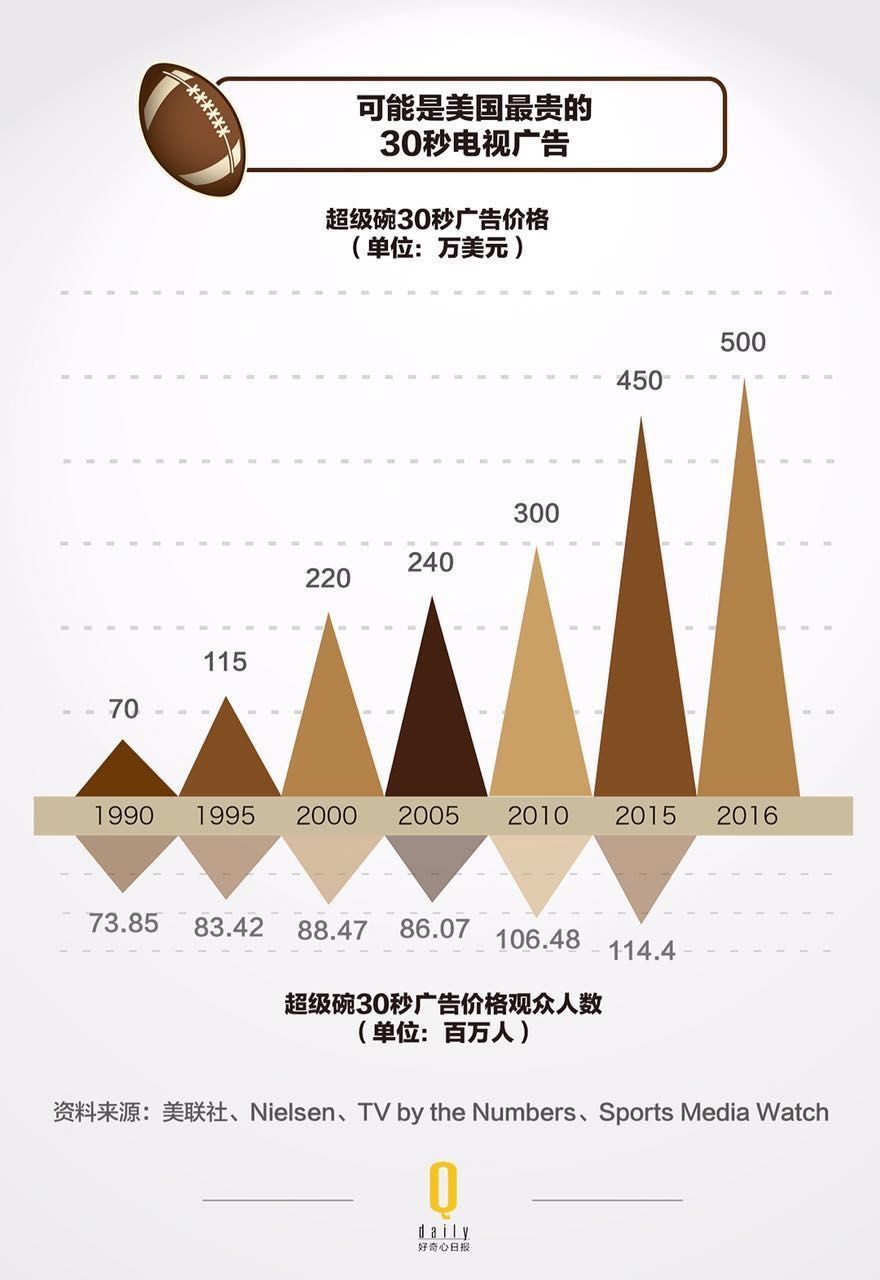 可能是美国最贵的
30秒电视广告
超级碗30秒广告价格
（单位：万美元）
500
450
300
240
220
115
70
1990 1995 2000 2005 2010 2015 2016
73.85 83.42 88.47 86.07 106.48 114.4
超级碗30秒广告价格观众人数
（单位：百万人）
资料来源：美联社、Nielsen、TV by the Numbers、Sports Media Watch
Q
daily
好奇心日报